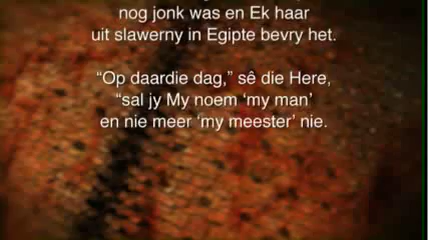 nog jonk was en Ek haar
uit slawerny in Egipte bevry het.
“Op daardie dag,” sê die Here,
“sal jy My noem ‘my man’
en nie meer ‘my meester’ nie.